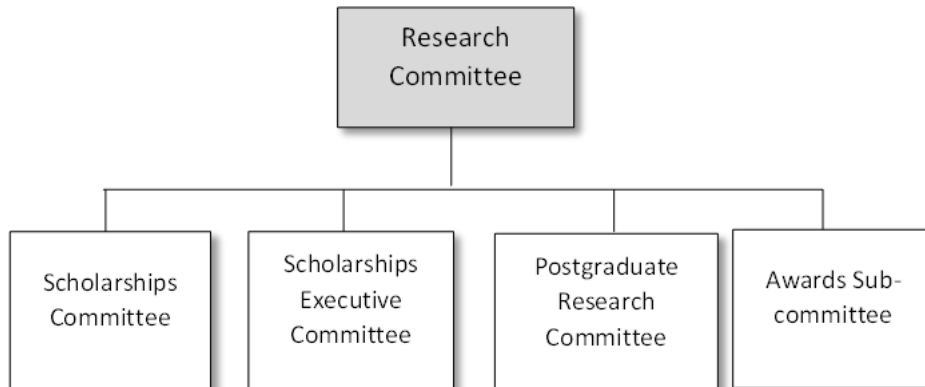 Research
Committee
Scholarships
Committee
Scholarships
Executive
Committee
Postgraduate
Research
Committee
Awards Sub-
committee